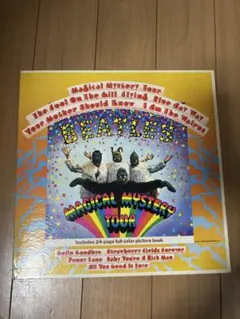 Magical Mystery Tour
The Fool On The Hill Flying Blue Jay Way
Your Mother Should Know I Am The Walrus
BEATLES
MAGICAL MYSTERY
TOUR
Includes 24-page full color picture book
Hello Goodbye Strawberry Fields Forever
Penny Lane Baby You're A Rich Man
All You Need Is Love